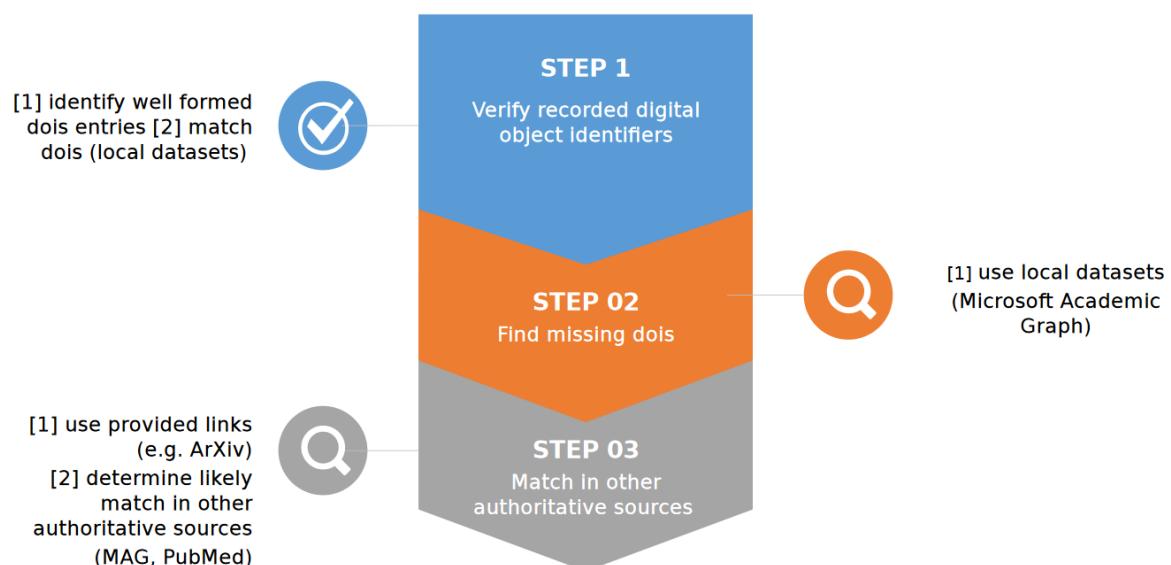 STEP 1
Verify recorded digital
object identifiers
[1] identify well formed
dois entries [2] match
dois (local datasets)
STEP 02
Find missing dois
[1] use local datasets
(Microsoft Academic
Graph)
STEP 03
Match in other
authoritative sources
[1] use provided links
(e.g. ArXiv)
[2] determine likely
match in other
authoritative sources
(MAG, PubMed)